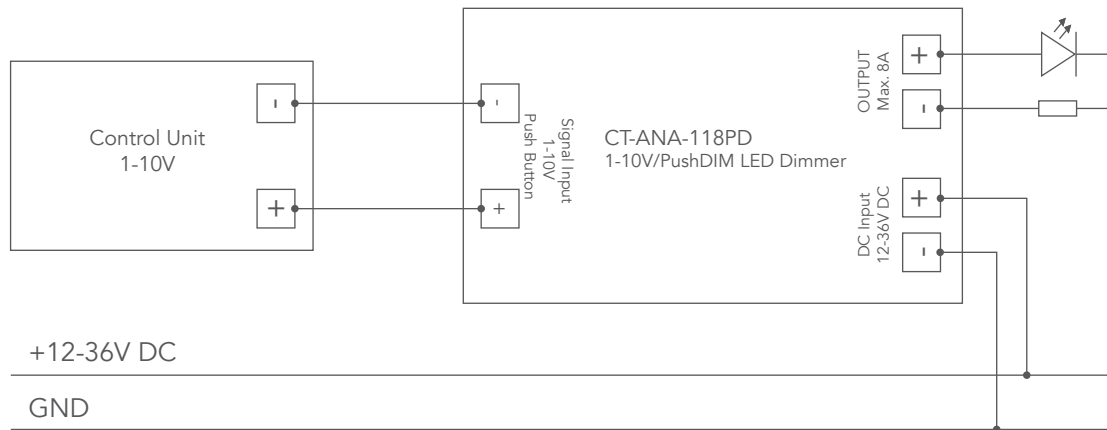 Control Unit
1-10V
-
+
-
+
Signal Input
1-10V
Push Button
CT-ANA-118PD
1-10V/PushDIM LED Dimmer
OUTPUT
Max. 8A
+
-
DC Input
12-36V DC
+
-
+12-36V DC
GND